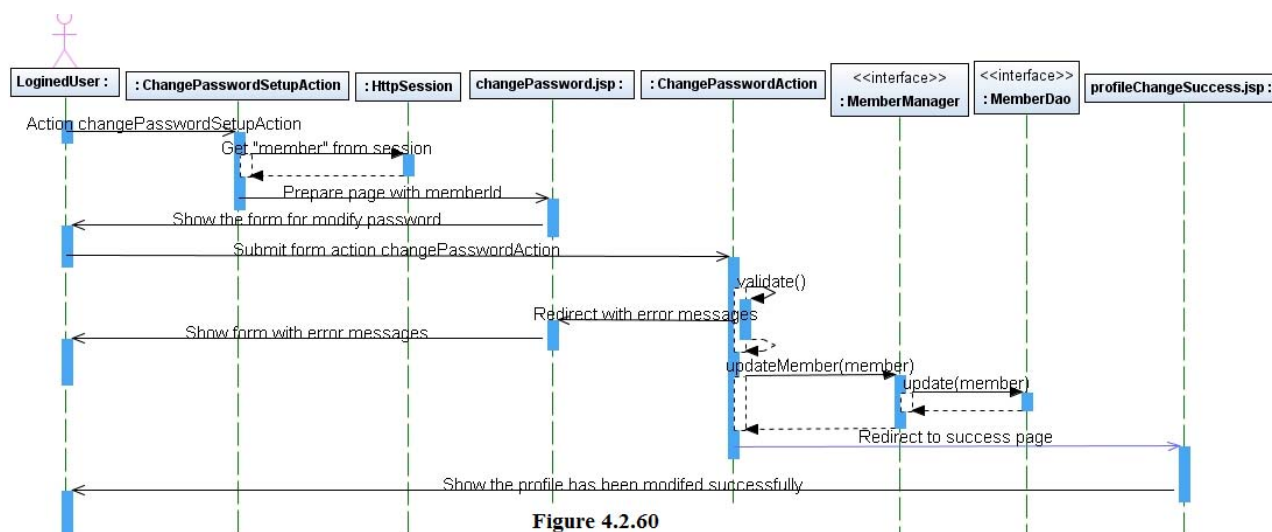 LoginedUser :
: ChangePasswordSetupAction
: HttpSession
changePassword.jsp :
: ChangePasswordAction
<<interface>>
: MemberManager
<<interface>>
: MemberDao
profileChangeSuccess.jsp :
Action changePasswordSetupAction
Get "member" from session
Prepare page with memberId
Show the form for modify password
Submit form action changePasswordAction
validate()
Redirect with error messages
Show form with error messages
updateMember(member)
update(member)
Redirect to success page
Show the profile has been modifed successfully
Figure 4.2.60